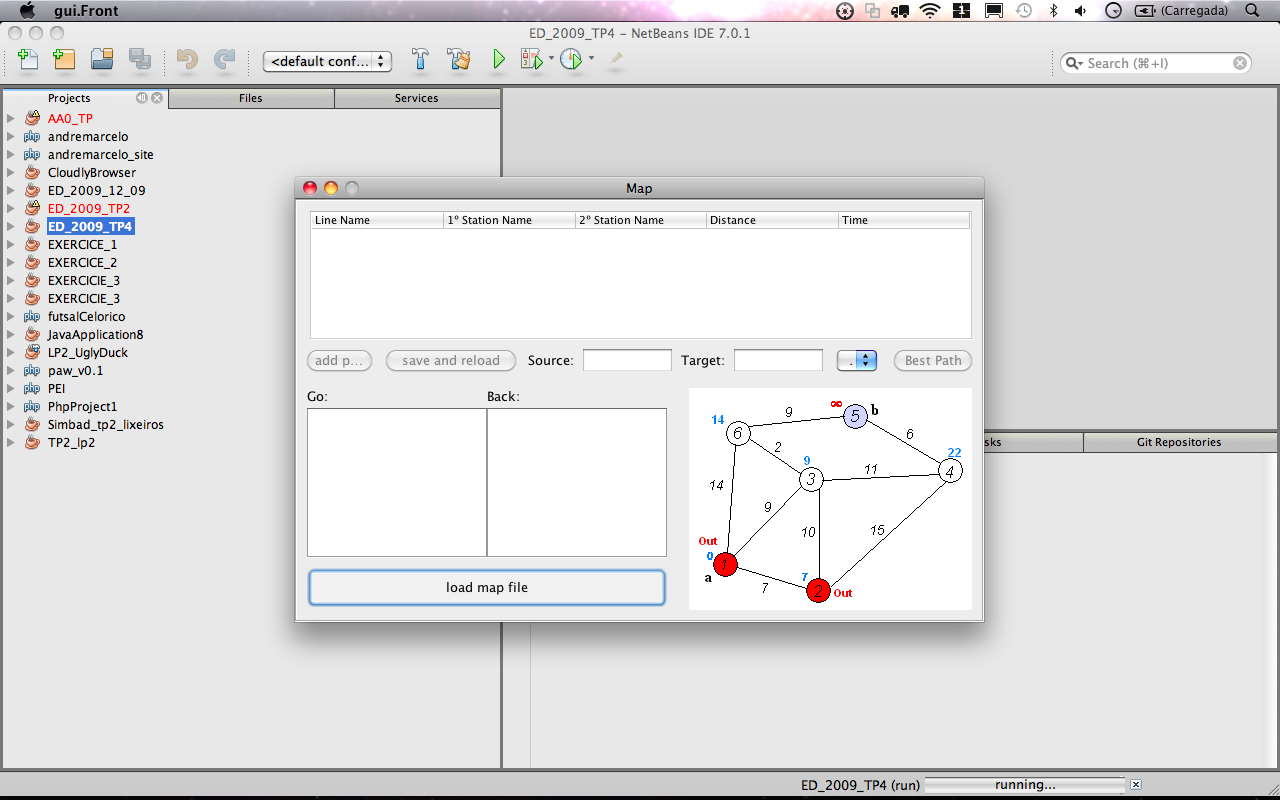 gui.Front
(Carregada)
ED_2009_TP4 – NetBeans IDE 7.0.1
<default conf...
Search (⌘+I)
Projects
Files
Services
AA0_TP
andremarcelo
andremarcelo_site
CloudlyBrowser
ED_2009_12_09
ED_2009_TP2
ED_2009_TP4
EXERCICE_1
EXERCICE_2
EXERCICIE_3
EXERCICIE_3
futsalCelorico
JavaApplication8
LP2_UglyDuck
paw_v0.1
PEI
PhpProject1
Simbad_tp2_lixeiros
TP2_lp2
Map
Line Name
1º Station Name
2º Station Name
Distance
Time
add p...
save and reload
Source:
Target:
.
Best Path
Go:
Back:
load map file
14
6
9
∞
5
b
6
2
9
3
11
22
4
14
9
10
15
Out
0
1
a
7
7
2
Out
sks
Git Repositories
ED_2009_TP4 (run)
running...